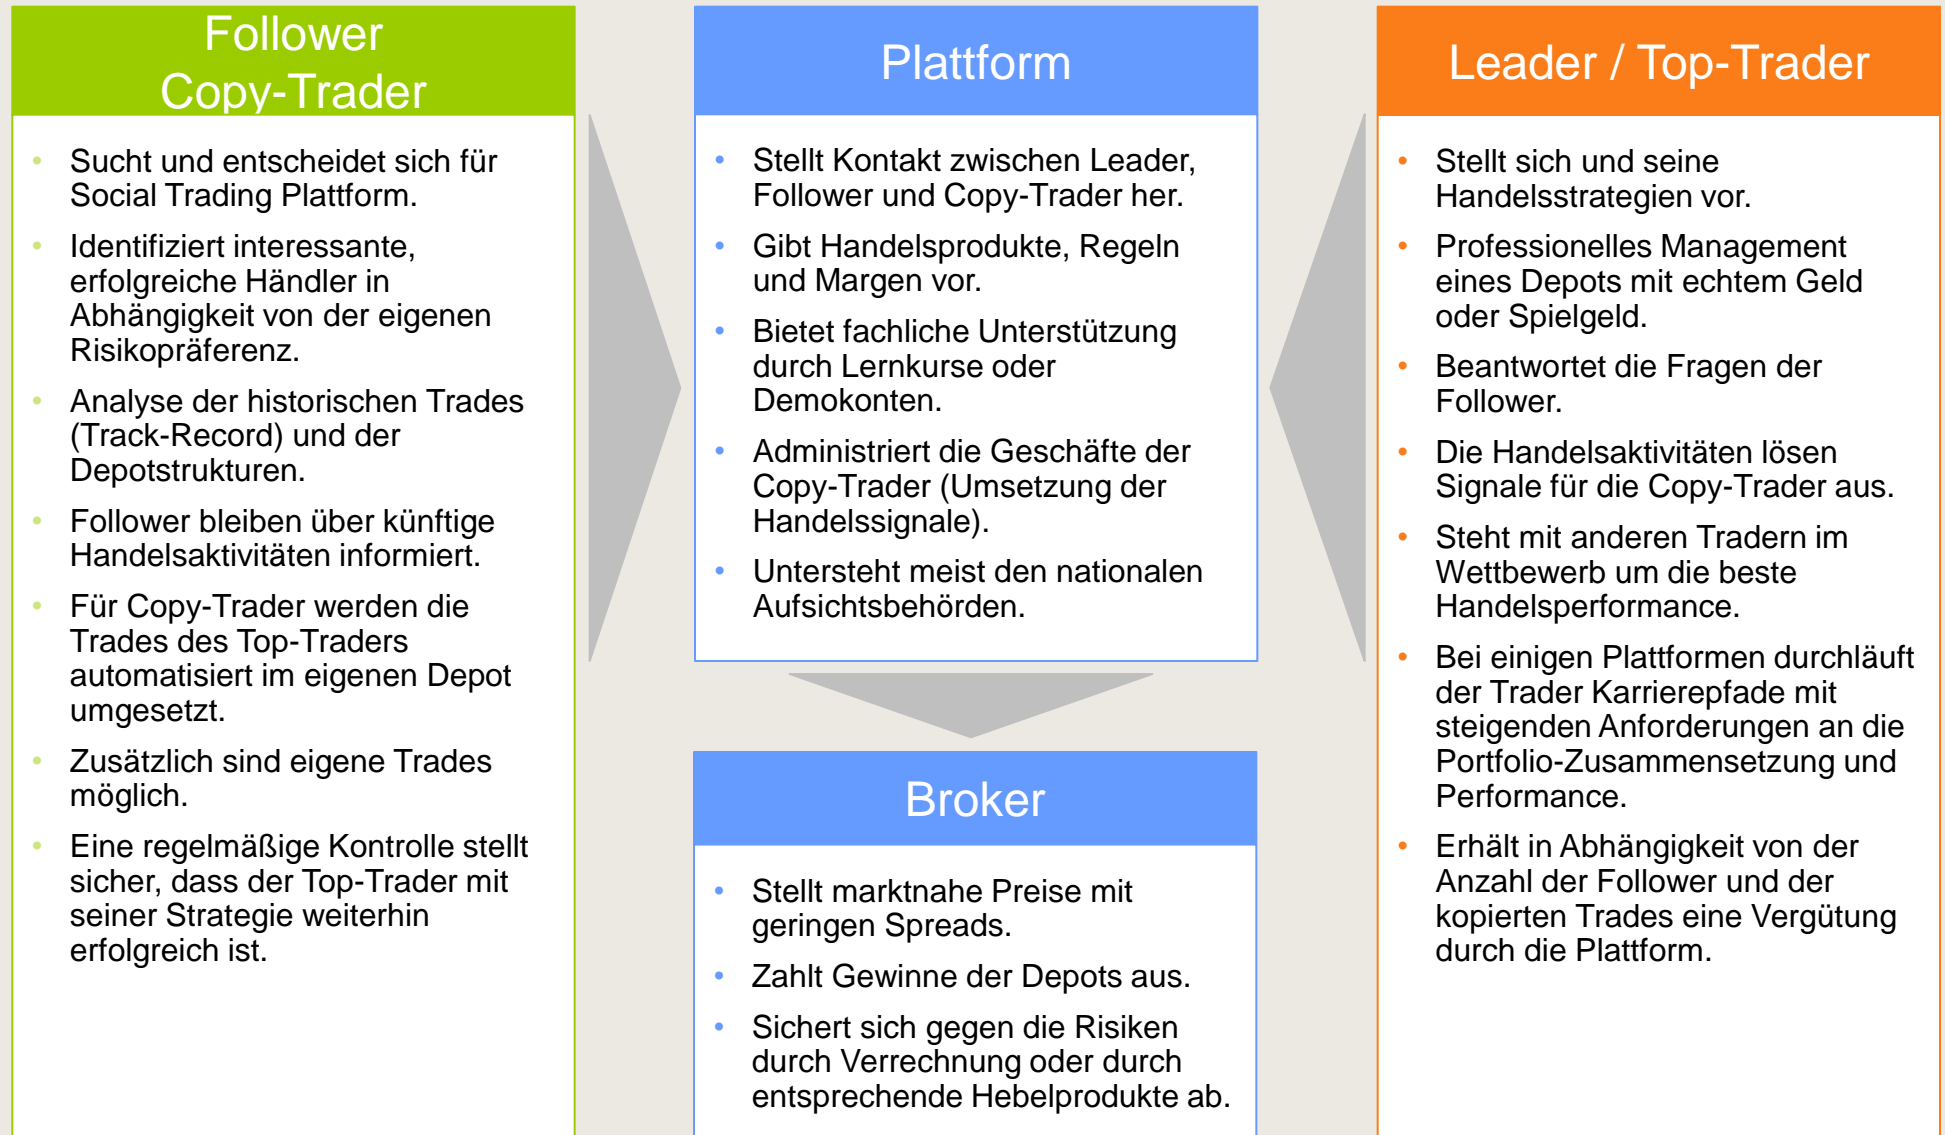 Follower
Copy-Trader
• Sucht und entscheidet sich für
Social Trading Plattform.
• Identifiziert interessante,
erfolgreiche Händler in
Abhängigkeit von der eigenen
Risikopräferenz.
• Analyse der historischen Trades
(Track-Record) und der
Depotstrukturen.
• Follower bleiben über künftige
Handelsaktivitäten informiert.
• Für Copy-Trader werden die
Trades des Top-Traders
automatisiert im eigenen Depot
umgesetzt.
• Zusätzlich sind eigene Trades
möglich.
• Eine regelmäßige Kontrolle stellt
sicher, dass der Top-Trader mit
seiner Strategie weiterhin
erfolgreich ist.
Plattform
• Stellt Kontakt zwischen Leader,
Follower und Copy-Trader her.
• Gibt Handelsprodukte, Regeln
und Margen vor.
• Bietet fachliche Unterstützung
durch Lernkurse oder
Demokonten.
• Administriert die Geschäfte der
Copy-Trader (Umsetzung der
Handelssignale).
• Untersteht meist den nationalen
Aufsichtsbehörden.
Broker
• Stellt marktnahe Preise mit
geringen Spreads.
• Zahlt Gewinne der Depots aus.
• Sichert sich gegen die Risiken
durch Verrechnung oder durch
entsprechende Hebelprodukte ab.
Leader / Top-Trader
• Stellt sich und seine
Handelsstrategien vor.
• Professionelles Management
eines Depots mit echtem Geld
oder Spielgeld.
• Beantwortet die Fragen der
Follower.
• Die Handelsaktivitäten lösen
Signale für die Copy-Trader aus.
• Steht mit anderen Tradern im
Wettbewerb um die beste
Handelsperformance.
• Bei einigen Plattformen durchläuft
der Trader Karrierepfade mit
steigenden Anforderungen an die
Portfolio-Zusammensetzung und
Performance.
• Erhält in Abhängigkeit von der
Anzahl der Follower und der
kopierten Trades eine Vergütung
durch die Plattform.